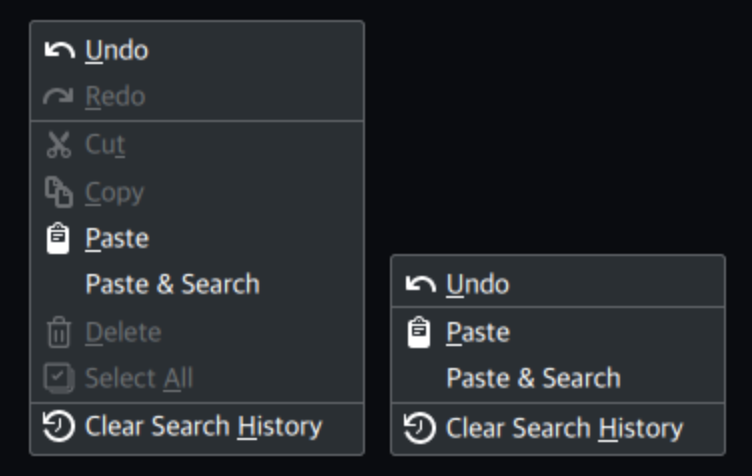 Undo
Redo
Cut
Copy
Paste
Paste & Search
Delete
Select All
Clear Search History
Undo
Paste
Paste & Search
Clear Search History